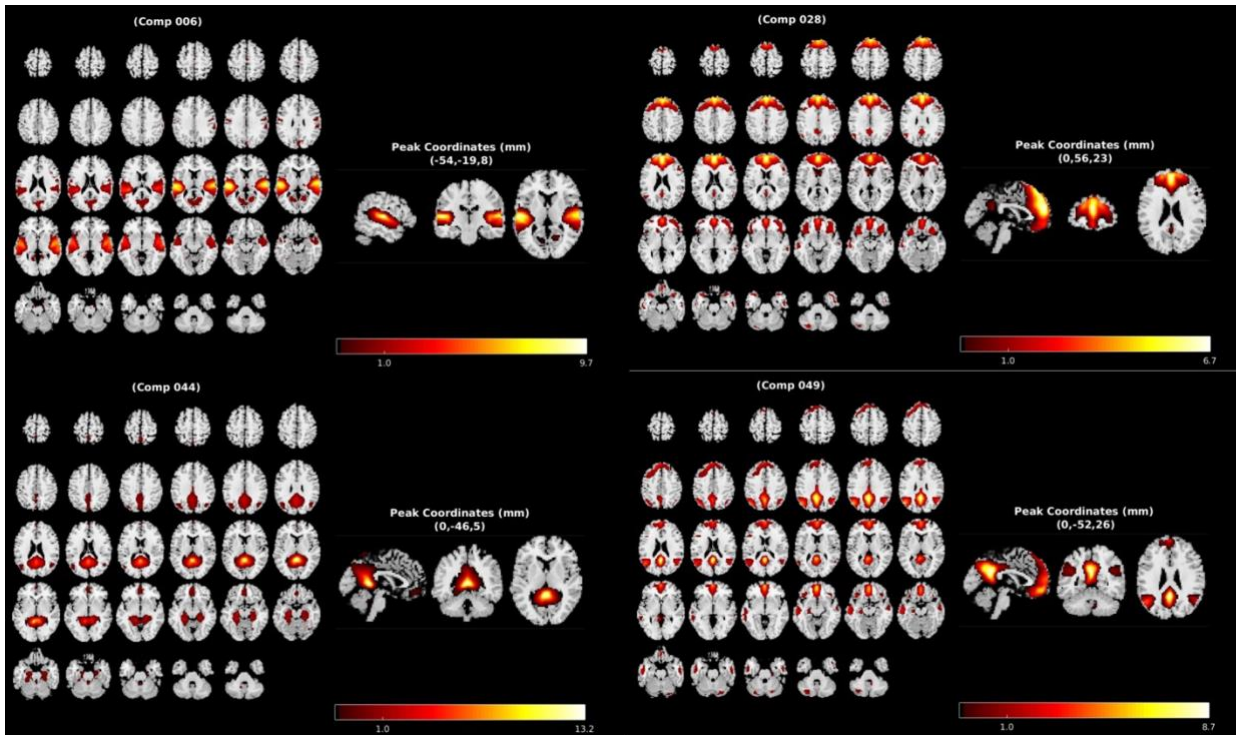 (Comp 006)
Peak Coordinates (mm)
(-54,-19,8)
1.0
9.7
(Comp 028)
Peak Coordinates (mm)
(0,56,23)
1.0
6.7
(Comp 044)
Peak Coordinates (mm)
(0,-46,5)
1.0
13.2
(Comp 049)
Peak Coordinates (mm)
(0,-52,26)
1.0
8.7